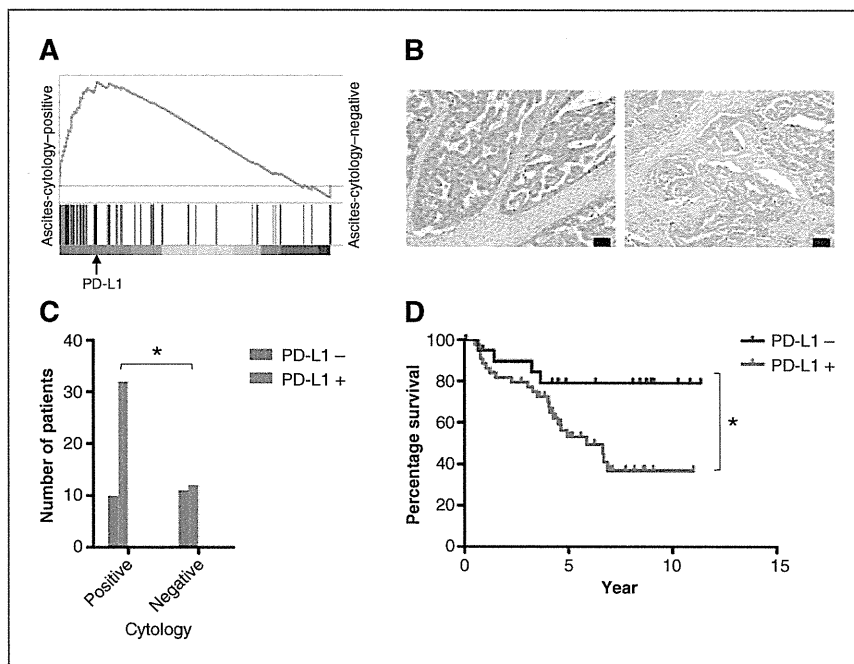 A
Ascites-cytology–positive
Ascites-cytology–negative
PD-L1
B
C
Number of patients
40
30
20
10
0
*
PD-L1 –
PD-L1 +
Positive
Negative
Cytology
D
Percentage survival
100
80
60
40
20
0
0
5
10
15
Year
PD-L1 –
PD-L1 +
*